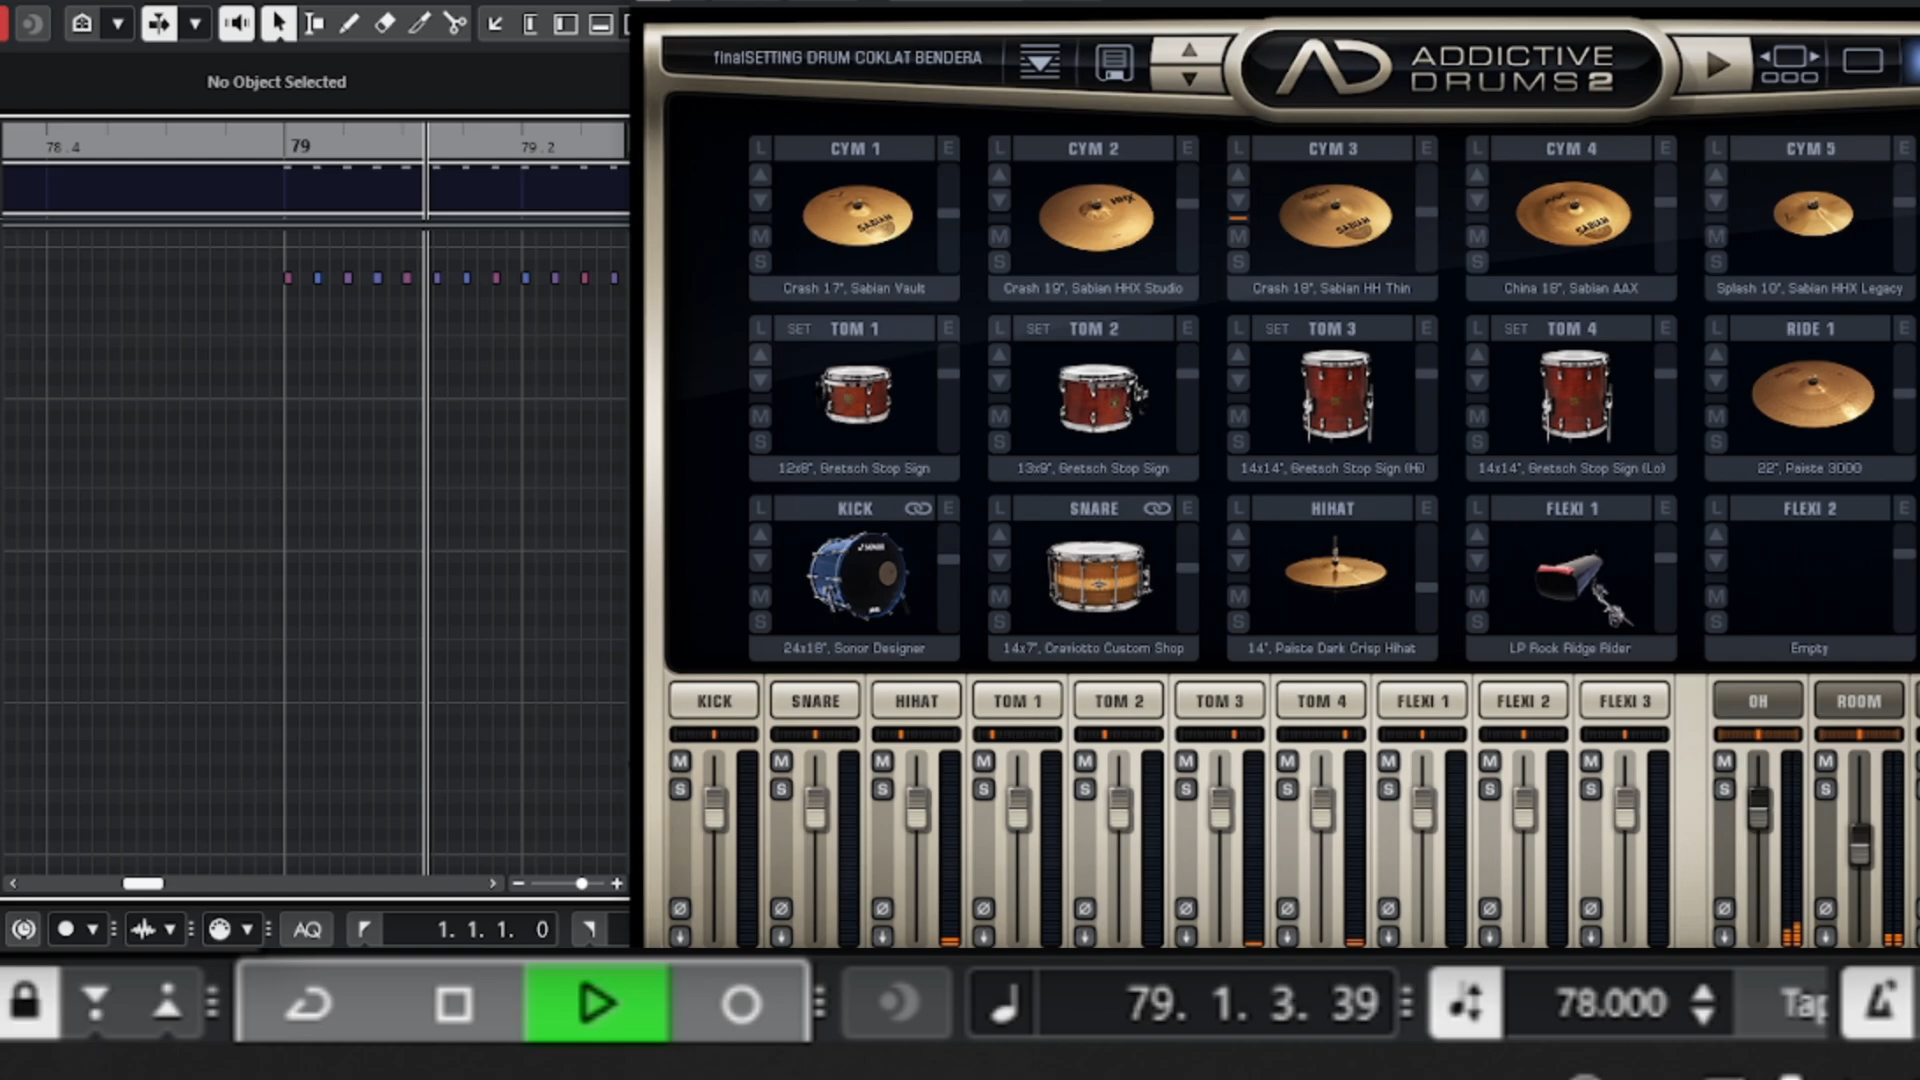 No Object Selected
78.4 79 79.2
AQ 1. 1. 1. 0
79. 1. 3. 39 78.000 Tap
finalSETTING DRUM COKLAT BENDERA
ADDICTIVE
DRUMS 2
L CYM 1 E L CYM 2 E L CYM 3 E L CYM 4 E L CYM 5 E
M M M M M
S S S S S
Crash 17", Sabian Vault Crash 19", Sabian HHX Studio Crash 18", Sabian HH Thin China 18", Sabian AAX Splash 10", Sabian HHX Legacy
L SET TOM 1 E L SET TOM 2 E L SET TOM 3 E L SET TOM 4 E L RIDE 1 E
M M M M M
S S S S S
12x8", Gretsch Stop Sign 13x9", Gretsch Stop Sign 14x14", Gretsch Stop Sign (Hi) 14x14", Gretsch Stop Sign (Lo) 22", Paiste 3000
L KICK E L SNARE E L HIHAT E L FLEXI 1 E L FLEXI 2 E
M M M M M
S S S S S
24x18", Sonor Designer 14x7", Craviotto Custom Shop 14", Paiste Dark Crisp Hihat LP Rock Ridge Rider Empty
KICK SNARE HIHAT TOM 1 TOM 2 TOM 3 TOM 4 FLEXI 1 FLEXI 2 FLEXI 3 OH ROOM
M M M M M M M M M M M M
S S S S S S S S S S S S
Ø Ø Ø Ø Ø Ø Ø Ø Ø Ø Ø Ø